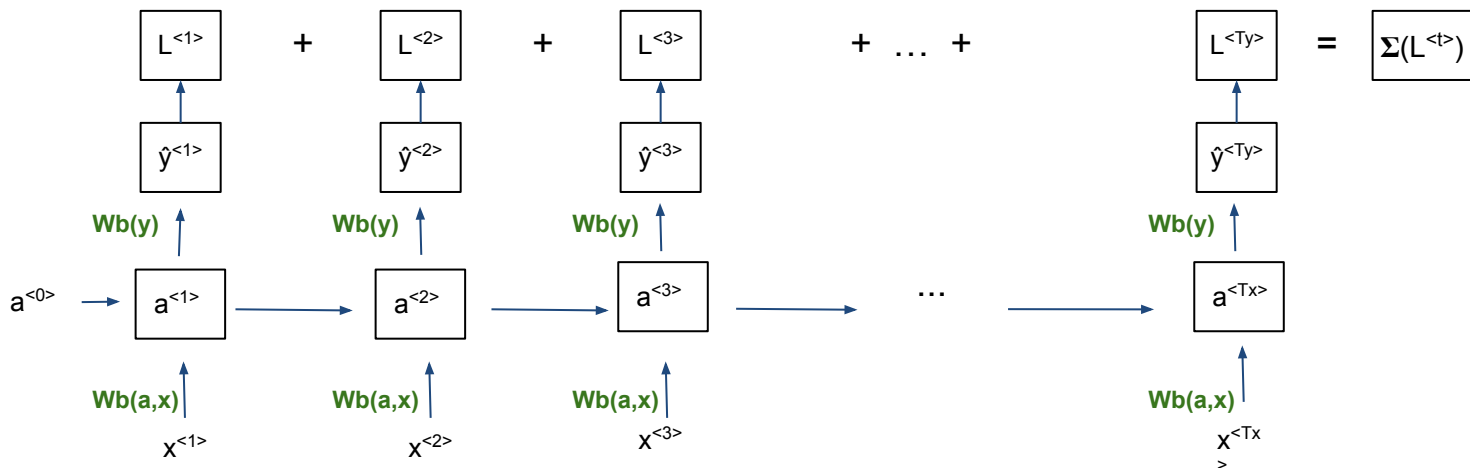 L<1> + L<2> + L<3> + ... + L<Ty> = Σ(L<t>)
ŷ<1> ŷ<2> ŷ<3> ŷ<Ty>
Wb(y) Wb(y) Wb(y) Wb(y)
a<0> a<1> a<2> a<3> ... a<Tx>
Wb(a,x) Wb(a,x) Wb(a,x) Wb(a,x)
x<1> x<2> x<3> x<Tx
>